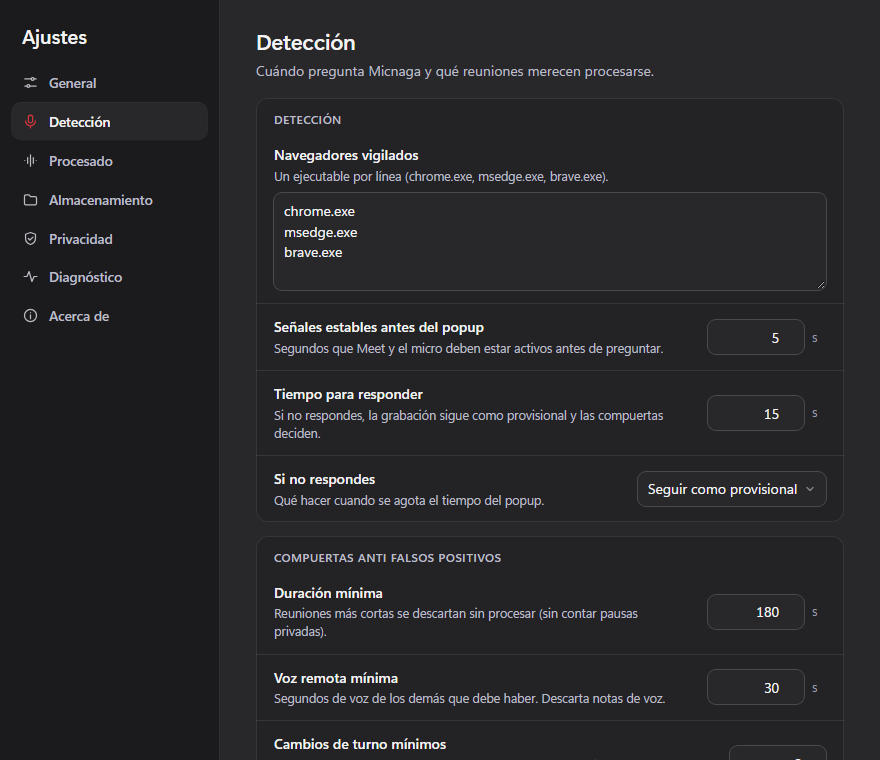 Ajustes
General
Detección
Procesado
Almacenamiento
Privacidad
Diagnóstico
Acerca de
Detección
Cuándo pregunta Micnaga y qué reuniones merecen procesarse.
DETECCIÓN
Navegadores vigilados
Un ejecutable por línea (chrome.exe, msedge.exe, brave.exe).
chrome.exe
msedge.exe
brave.exe
Señales estables antes del popup
Segundos que Meet y el micro deben estar activos antes de preguntar.
5 s
Tiempo para responder
Si no respondes, la grabación sigue como provisional y las compuertas
deciden.
15 s
Si no respondes
Qué hacer cuando se agota el tiempo del popup.
Seguir como provisional
COMPUERTAS ANTI FALSOS POSITIVOS
Duración mínima
Reuniones más cortas se descartan sin procesar (sin contar pausas
privadas).
180 s
Voz remota mínima
Segundos de voz de los demás que debe haber. Descarta notas de voz.
30 s
Cambios de turno mínimos